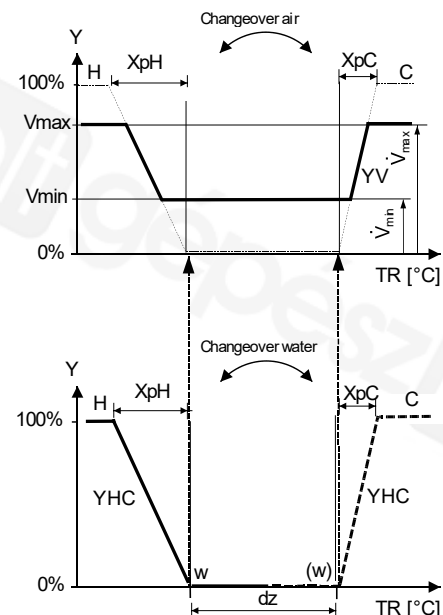 Changeover air
Y
H
XpH
XpC
C
100%
Vmax
Vmin
YV
V̇max
V̇min
0%
TR [°C]
Changeover water
Y
H
XpH
XpC
C
100%
YHC
YHC
w
(w)
0%
dz
TR [°C]